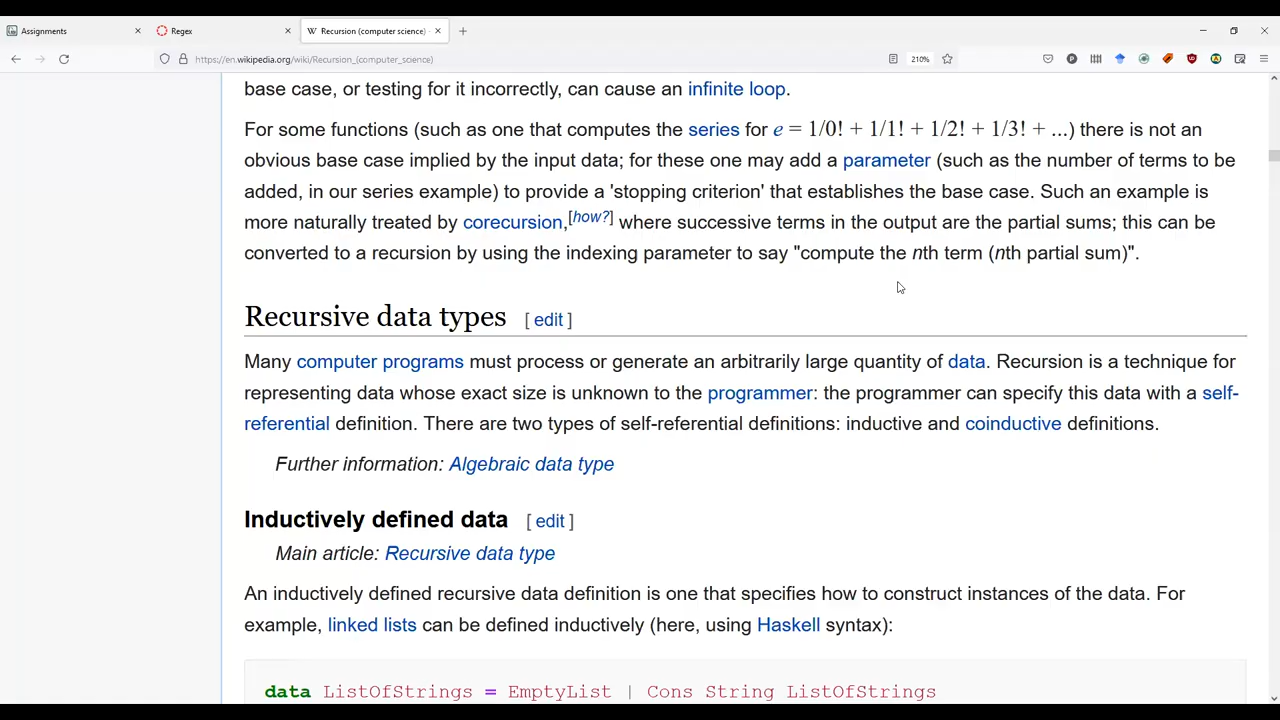 Assignments
Regex
Recursion (computer science) -
https://en.wikipedia.org/wiki/Recursion_(computer_science)
210%
base case, or testing for it incorrectly, can cause an infinite loop.
For some functions (such as one that computes the series for e = 1/0! + 1/1! + 1/2! + 1/3! + ...) there is not an
obvious base case implied by the input data; for these one may add a parameter (such as the number of terms to be
added, in our series example) to provide a 'stopping criterion' that establishes the base case. Such an example is
more naturally treated by corecursion,[how?] where successive terms in the output are the partial sums; this can be
converted to a recursion by using the indexing parameter to say "compute the nth term (nth partial sum)".
Recursive data types [ edit ]
Many computer programs must process or generate an arbitrarily large quantity of data. Recursion is a technique for
representing data whose exact size is unknown to the programmer: the programmer can specify this data with a self-
referential definition. There are two types of self-referential definitions: inductive and coinductive definitions.
Further information: Algebraic data type
Inductively defined data [ edit ]
Main article: Recursive data type
An inductively defined recursive data definition is one that specifies how to construct instances of the data. For
example, linked lists can be defined inductively (here, using Haskell syntax):
data ListOfStrings = EmptyList | Cons String ListOfStrings